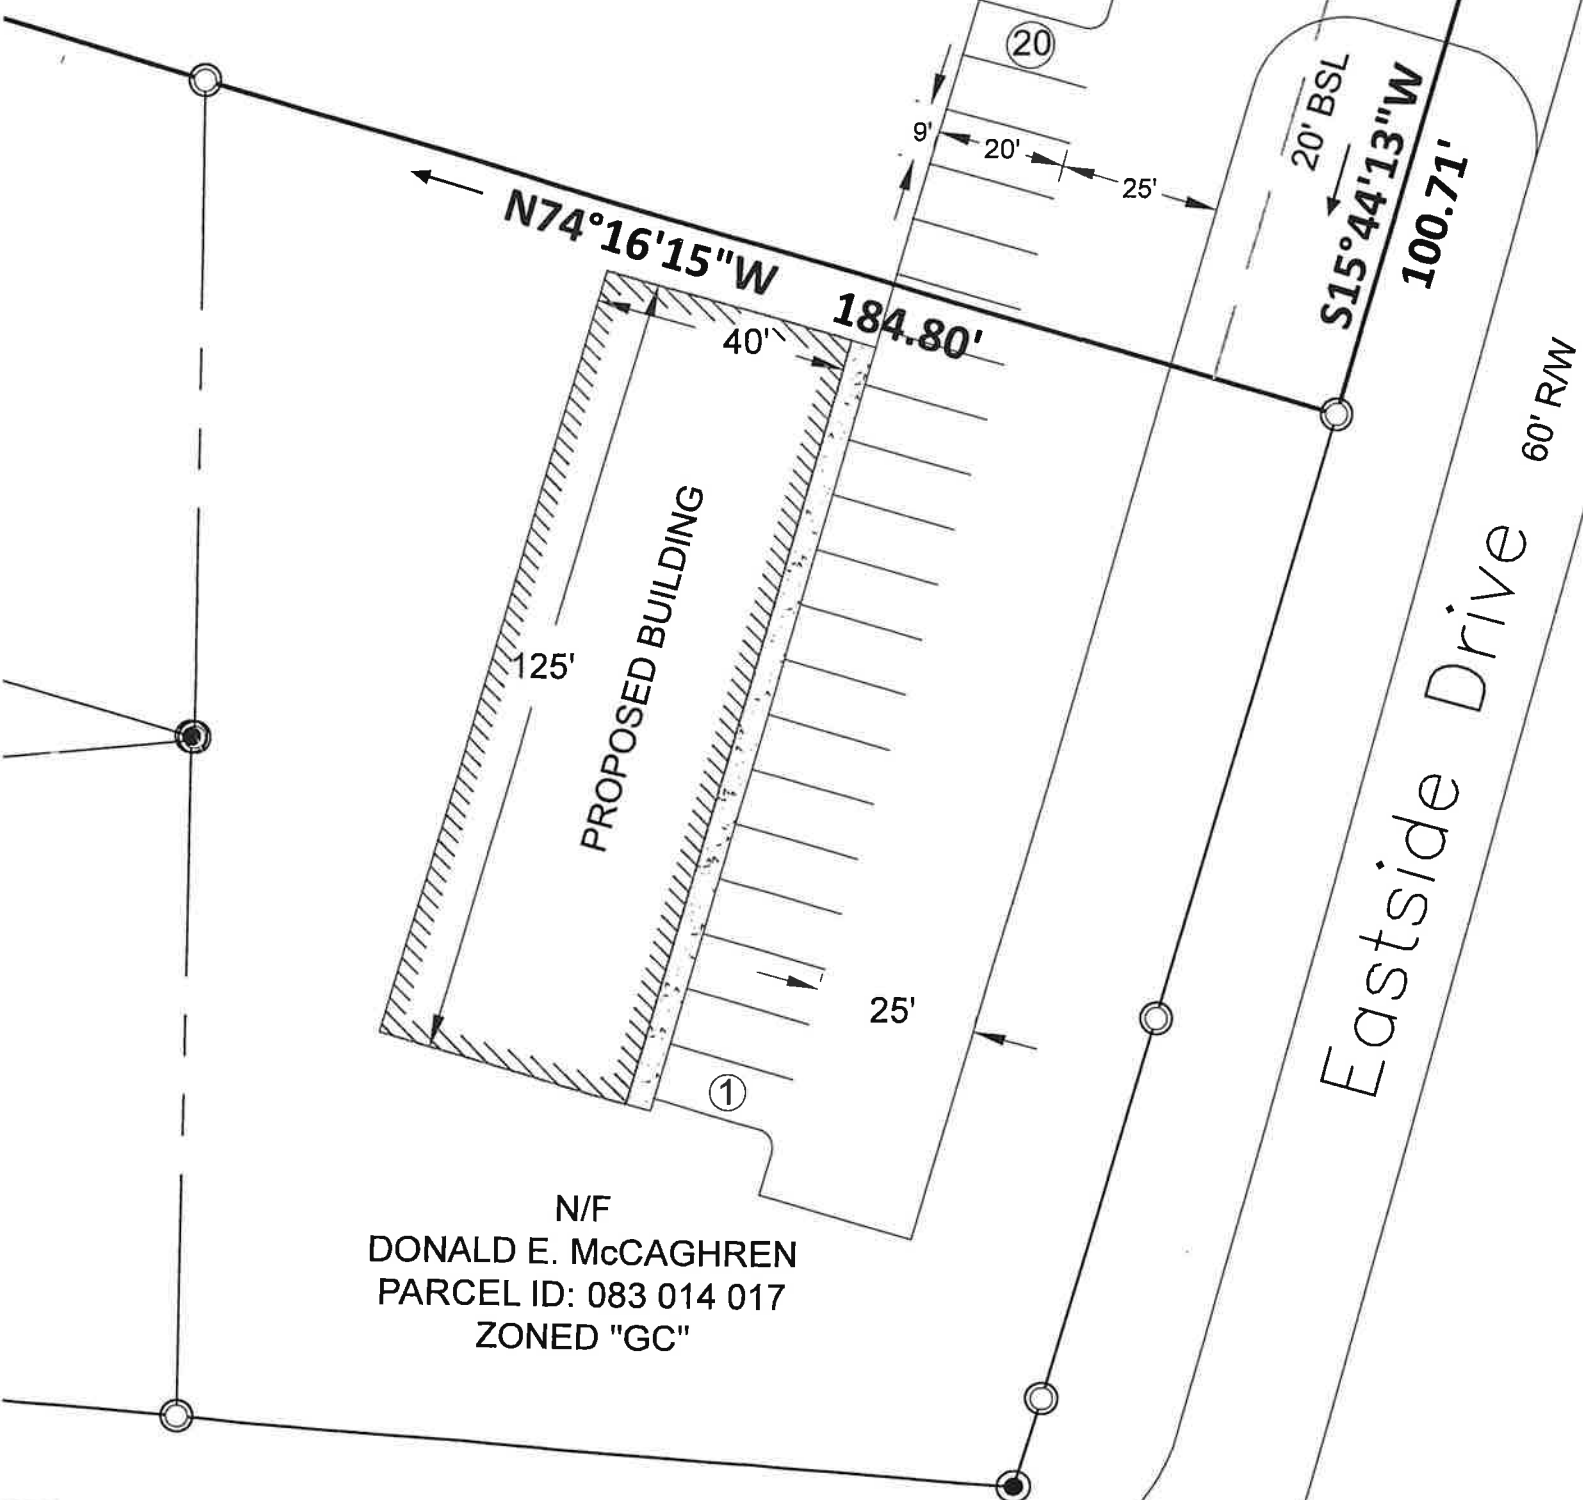 20
20' BSL
9'
20'
25'
S15°44'13"W
100.71'
N74°16'15"W
184.80'
40'
60' R/W
125'
PROPOSED BUILDING
Eastside Drive
25'
1
N/F
DONALD E. McCAGHREN
PARCEL ID: 083 014 017
ZONED "GC"